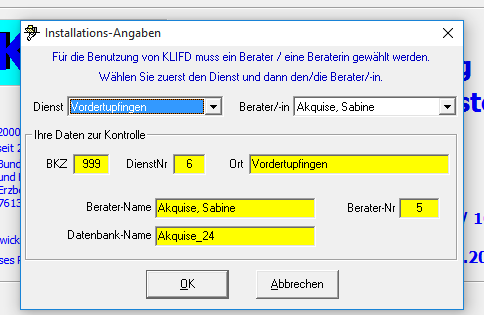 Installations-Angaben
Für die Benutzung von KLIFD muss ein Berater / eine Beraterin gewählt werden.
Wählen Sie zuerst den Dienst und dann den/die Berater/-in.
Dienst Vordertupfingen Berater/-in Akquise, Sabine
Ihre Daten zur Kontrolle
BKZ 999 DienstNr 6 Ort Vordertupfingen
Berater-Name Akquise, Sabine Berater-Nr 5
Datenbank-Name Akquise_24
OK Abbrechen
K
g
ste
2000
seit 2
Bund
und I
Erzbe
7613
wick
ses P
/ 10
.20